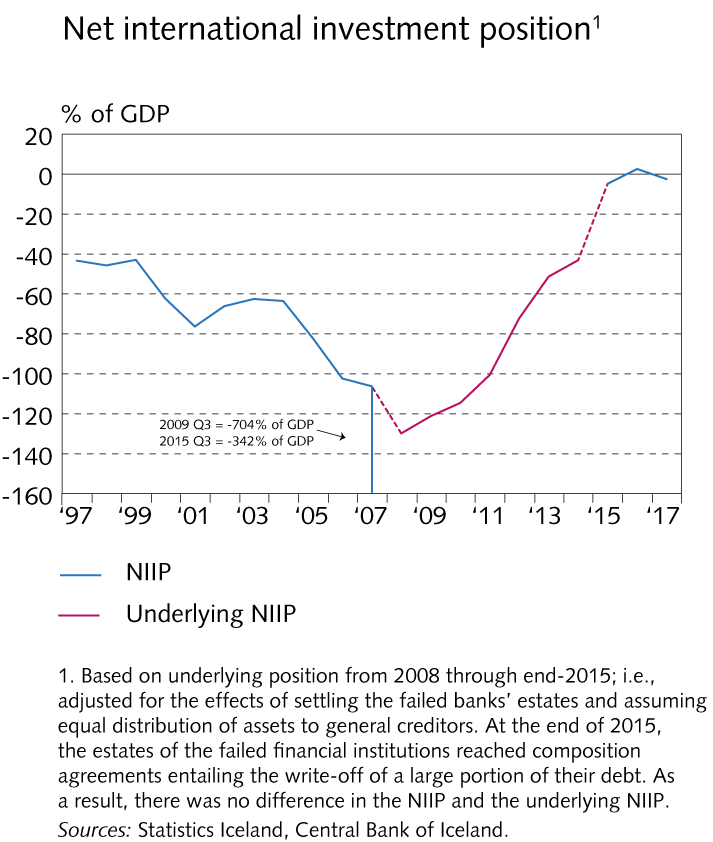 Net international investment position¹
% of GDP
20
0
-20
-40
-60
-80
-100
-120
-140
-160
2009 Q3 = -704% of GDP
2015 Q3 = -342% of GDP
‘97 ‘99 ‘01 ‘03 ‘05 ‘07 ‘09 ‘11 ‘13 ‘15 ‘17
NIIP
Underlying NIIP
1. Based on underlying position from 2008 through end-2015; i.e.,
adjusted for the effects of settling the failed banks’ estates and assuming
equal distribution of assets to general creditors. At the end of 2015,
the estates of the failed financial institutions reached composition
agreements entailing the write-off of a large portion of their debt. As
a result, there was no difference in the NIIP and the underlying NIIP.
Sources: Statistics Iceland, Central Bank of Iceland.